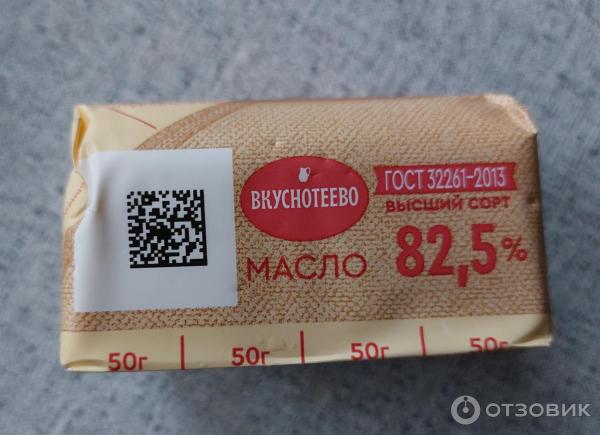 ВКУСНОТЕЕВО
МАСЛО
ГОСТ 32261-2013
ВЫСШИЙ СОРТ
82,5%
50г
50г
50г
50г
ОТЗОВИК